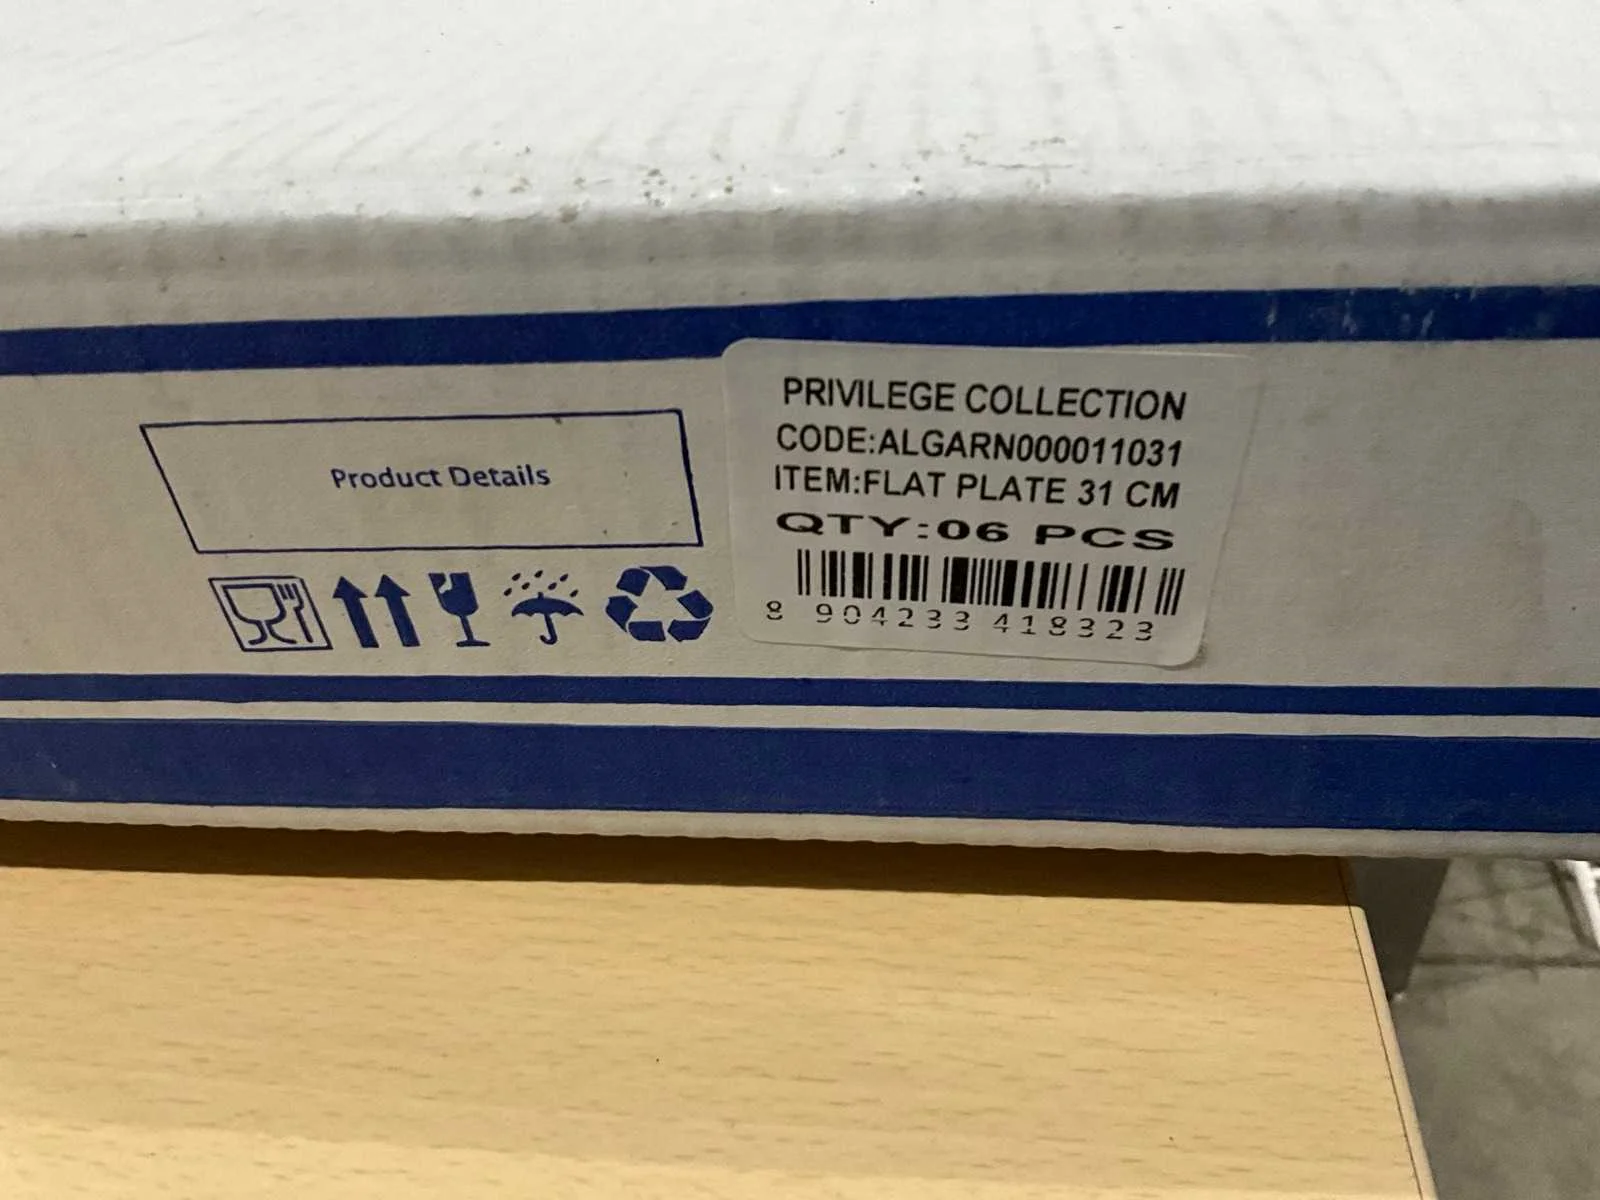 Product Details
PRIVILEGE COLLECTION
CODE:ALGARN000011031
ITEM:FLAT PLATE 31 CM
QTY:06 PCS
8 904233 418323